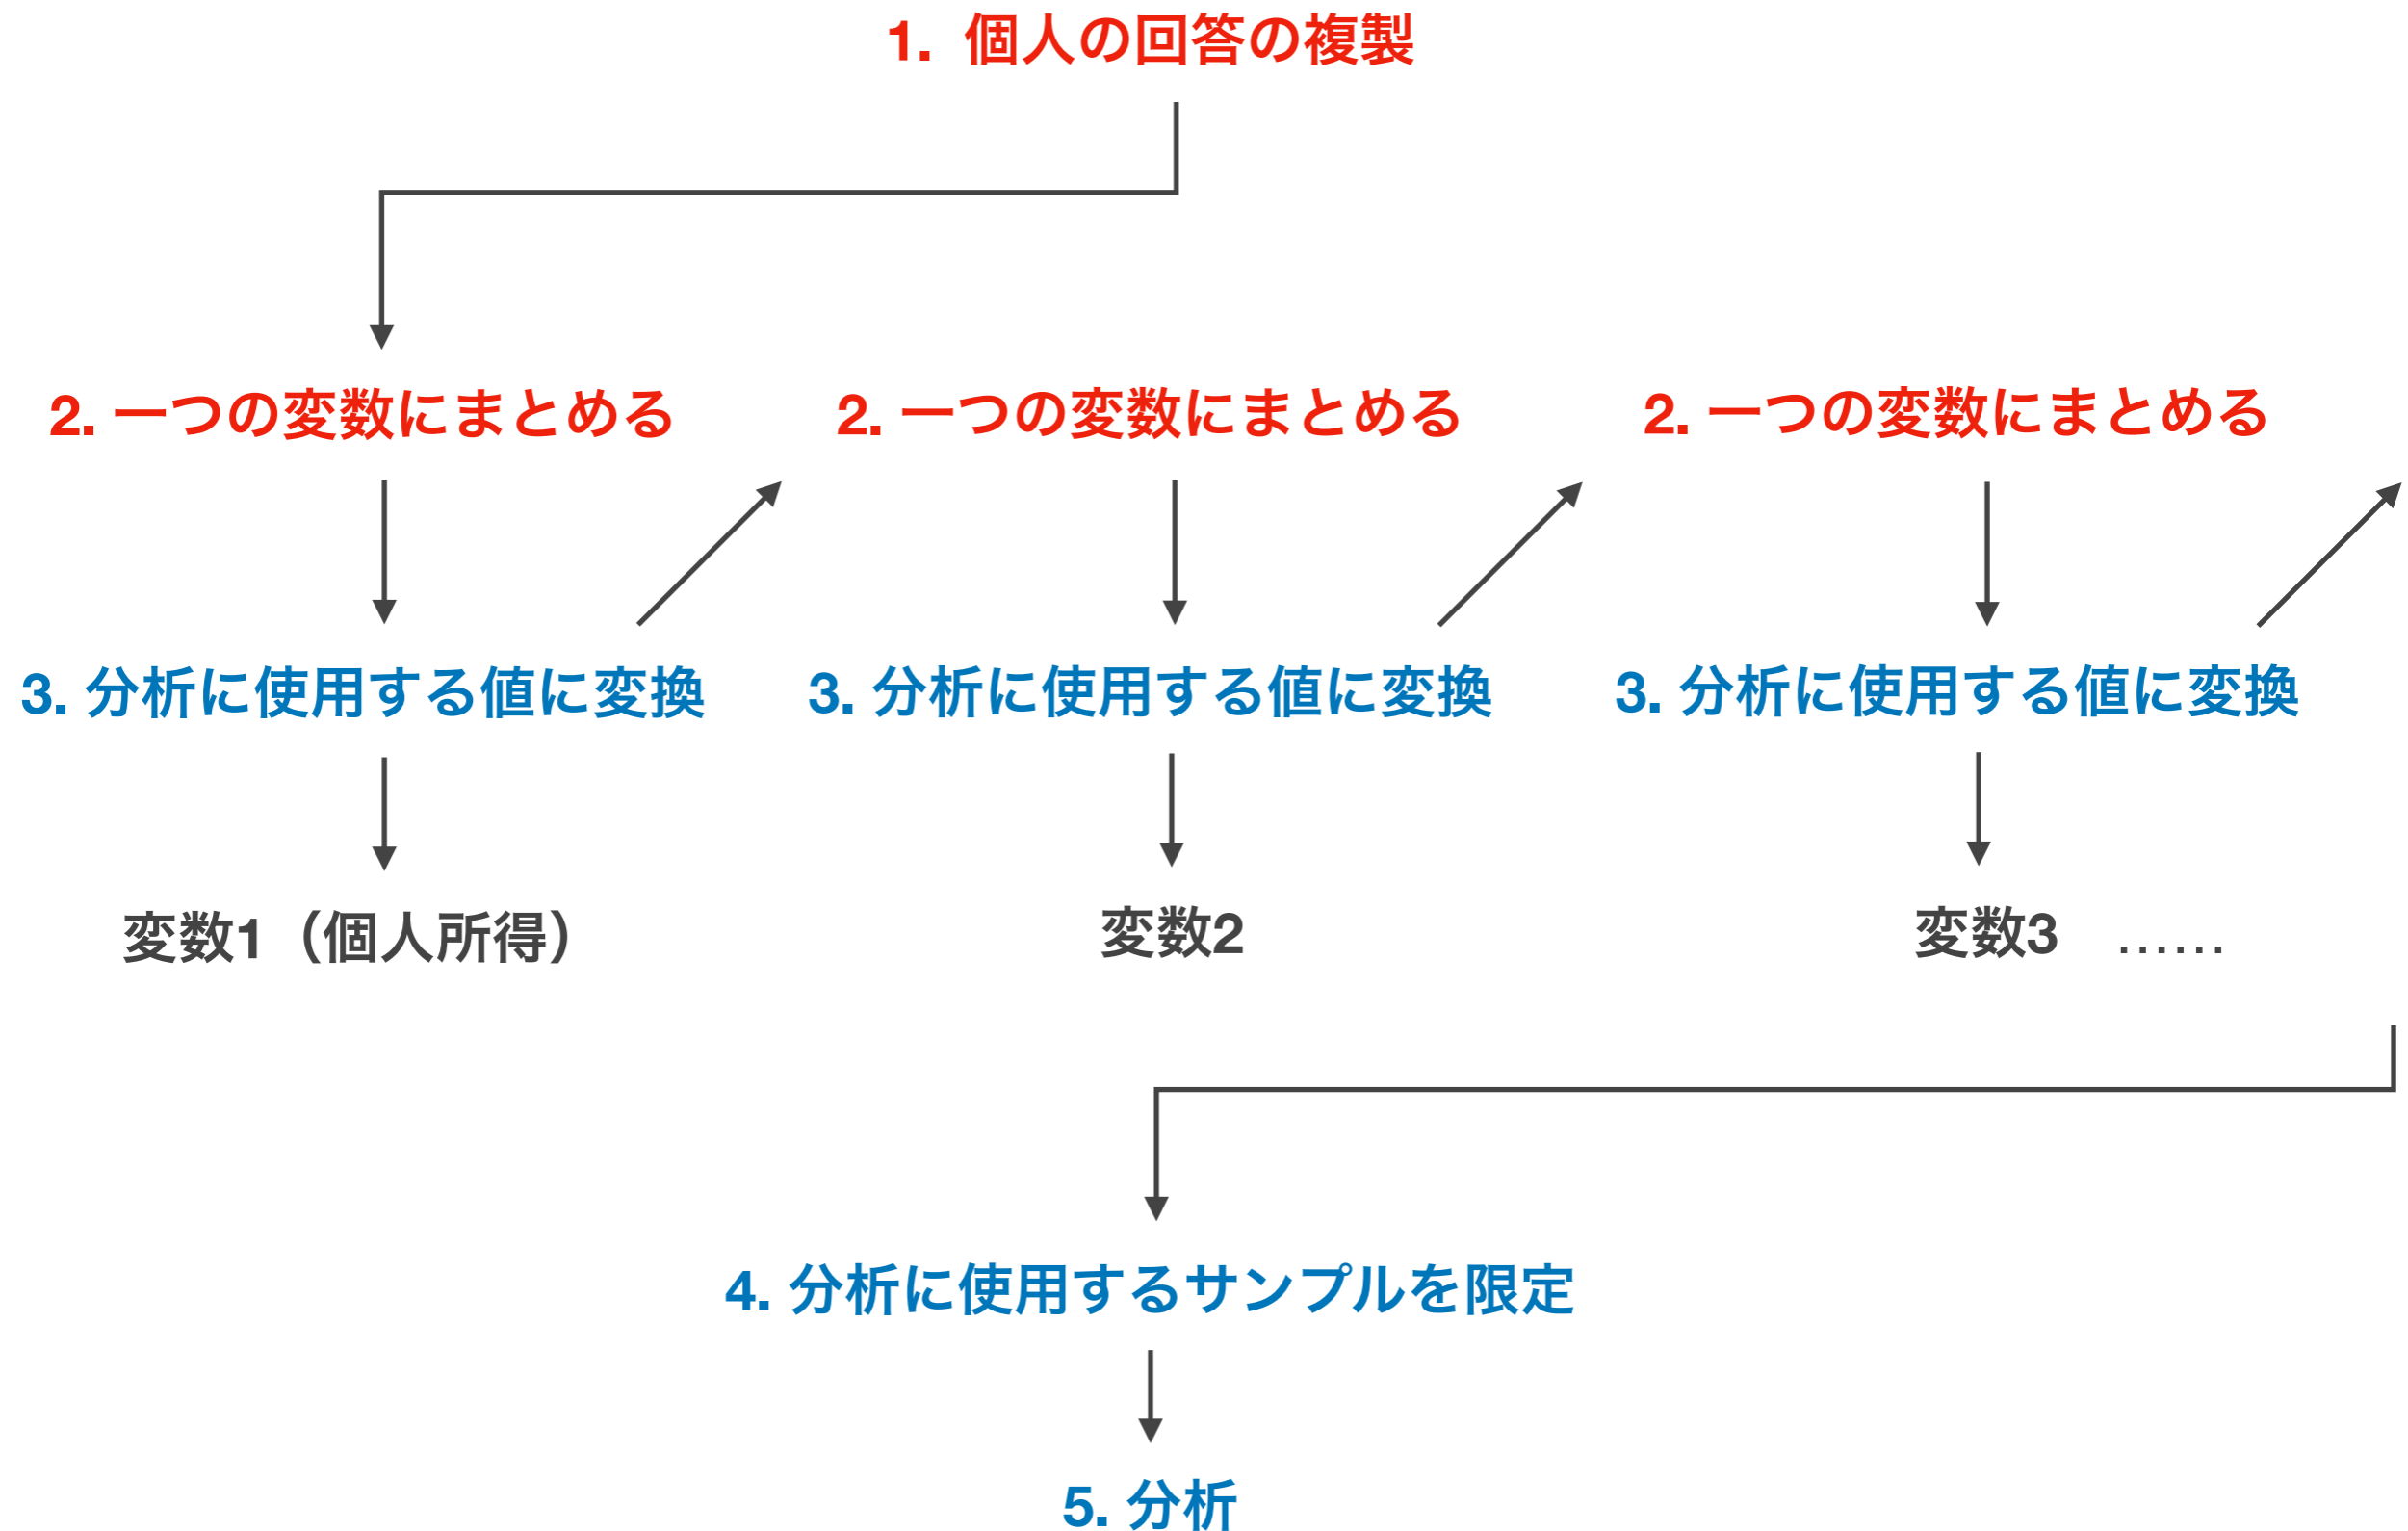 1. 個人の回答の複製
2. 一つの変数にまとめる
2. 一つの変数にまとめる
2. 一つの変数にまとめる
3. 分析に使用する値に変換
3. 分析に使用する値に変換
3. 分析に使用する値に変換
変数1（個人所得）
変数2
変数3 ……
4. 分析に使用するサンプルを限定
5. 分析